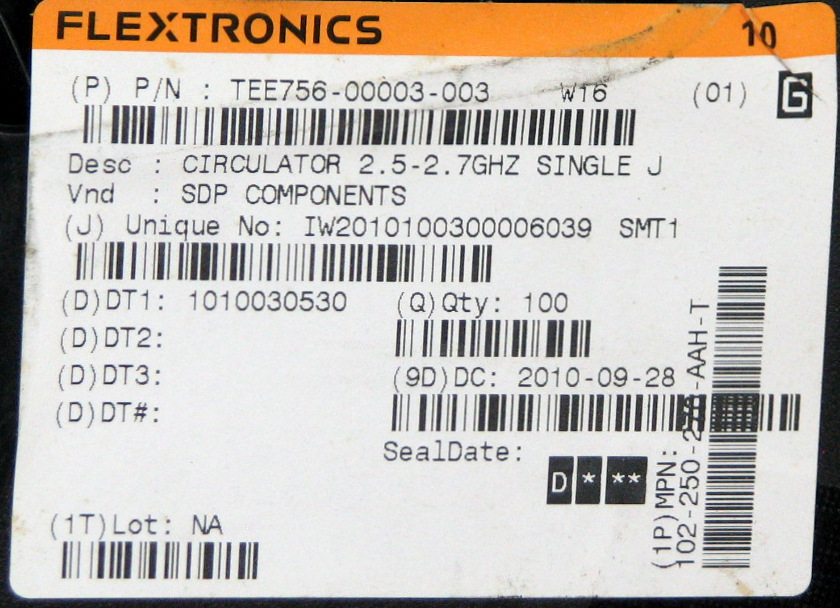 FLEXTRONICS 10
(P) P/N : TEE756-00003-003 W16 (01) G
Desc : CIRCULATOR 2.5-2.7GHZ SINGLE J
Vnd : SDP COMPONENTS
(J) Unique No: IW2010100300006039 SMT1
(D)DT1: 1010030530 (Q)Qty: 100
(D)DT2:
(D)DT3: (9D)DC: 2010-09-28
(D)DT#:
SealDate:
D * **
(1T)Lot: NA
(1P)MPN: